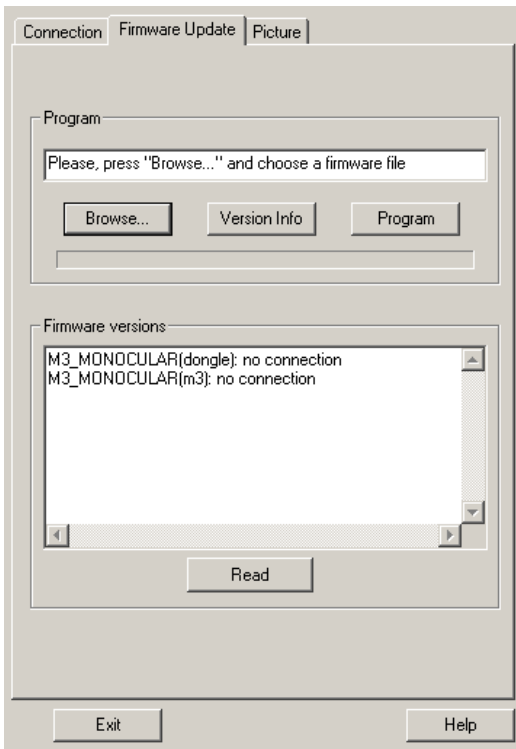 Connection Firmware Update Picture
Program
Please, press "Browse..." and choose a firmware file
Browse... Version Info Program
Firmware versions
M3_MONOCULAR(dongle): no connection
M3_MONOCULAR(m3): no connection
Read
Exit Help